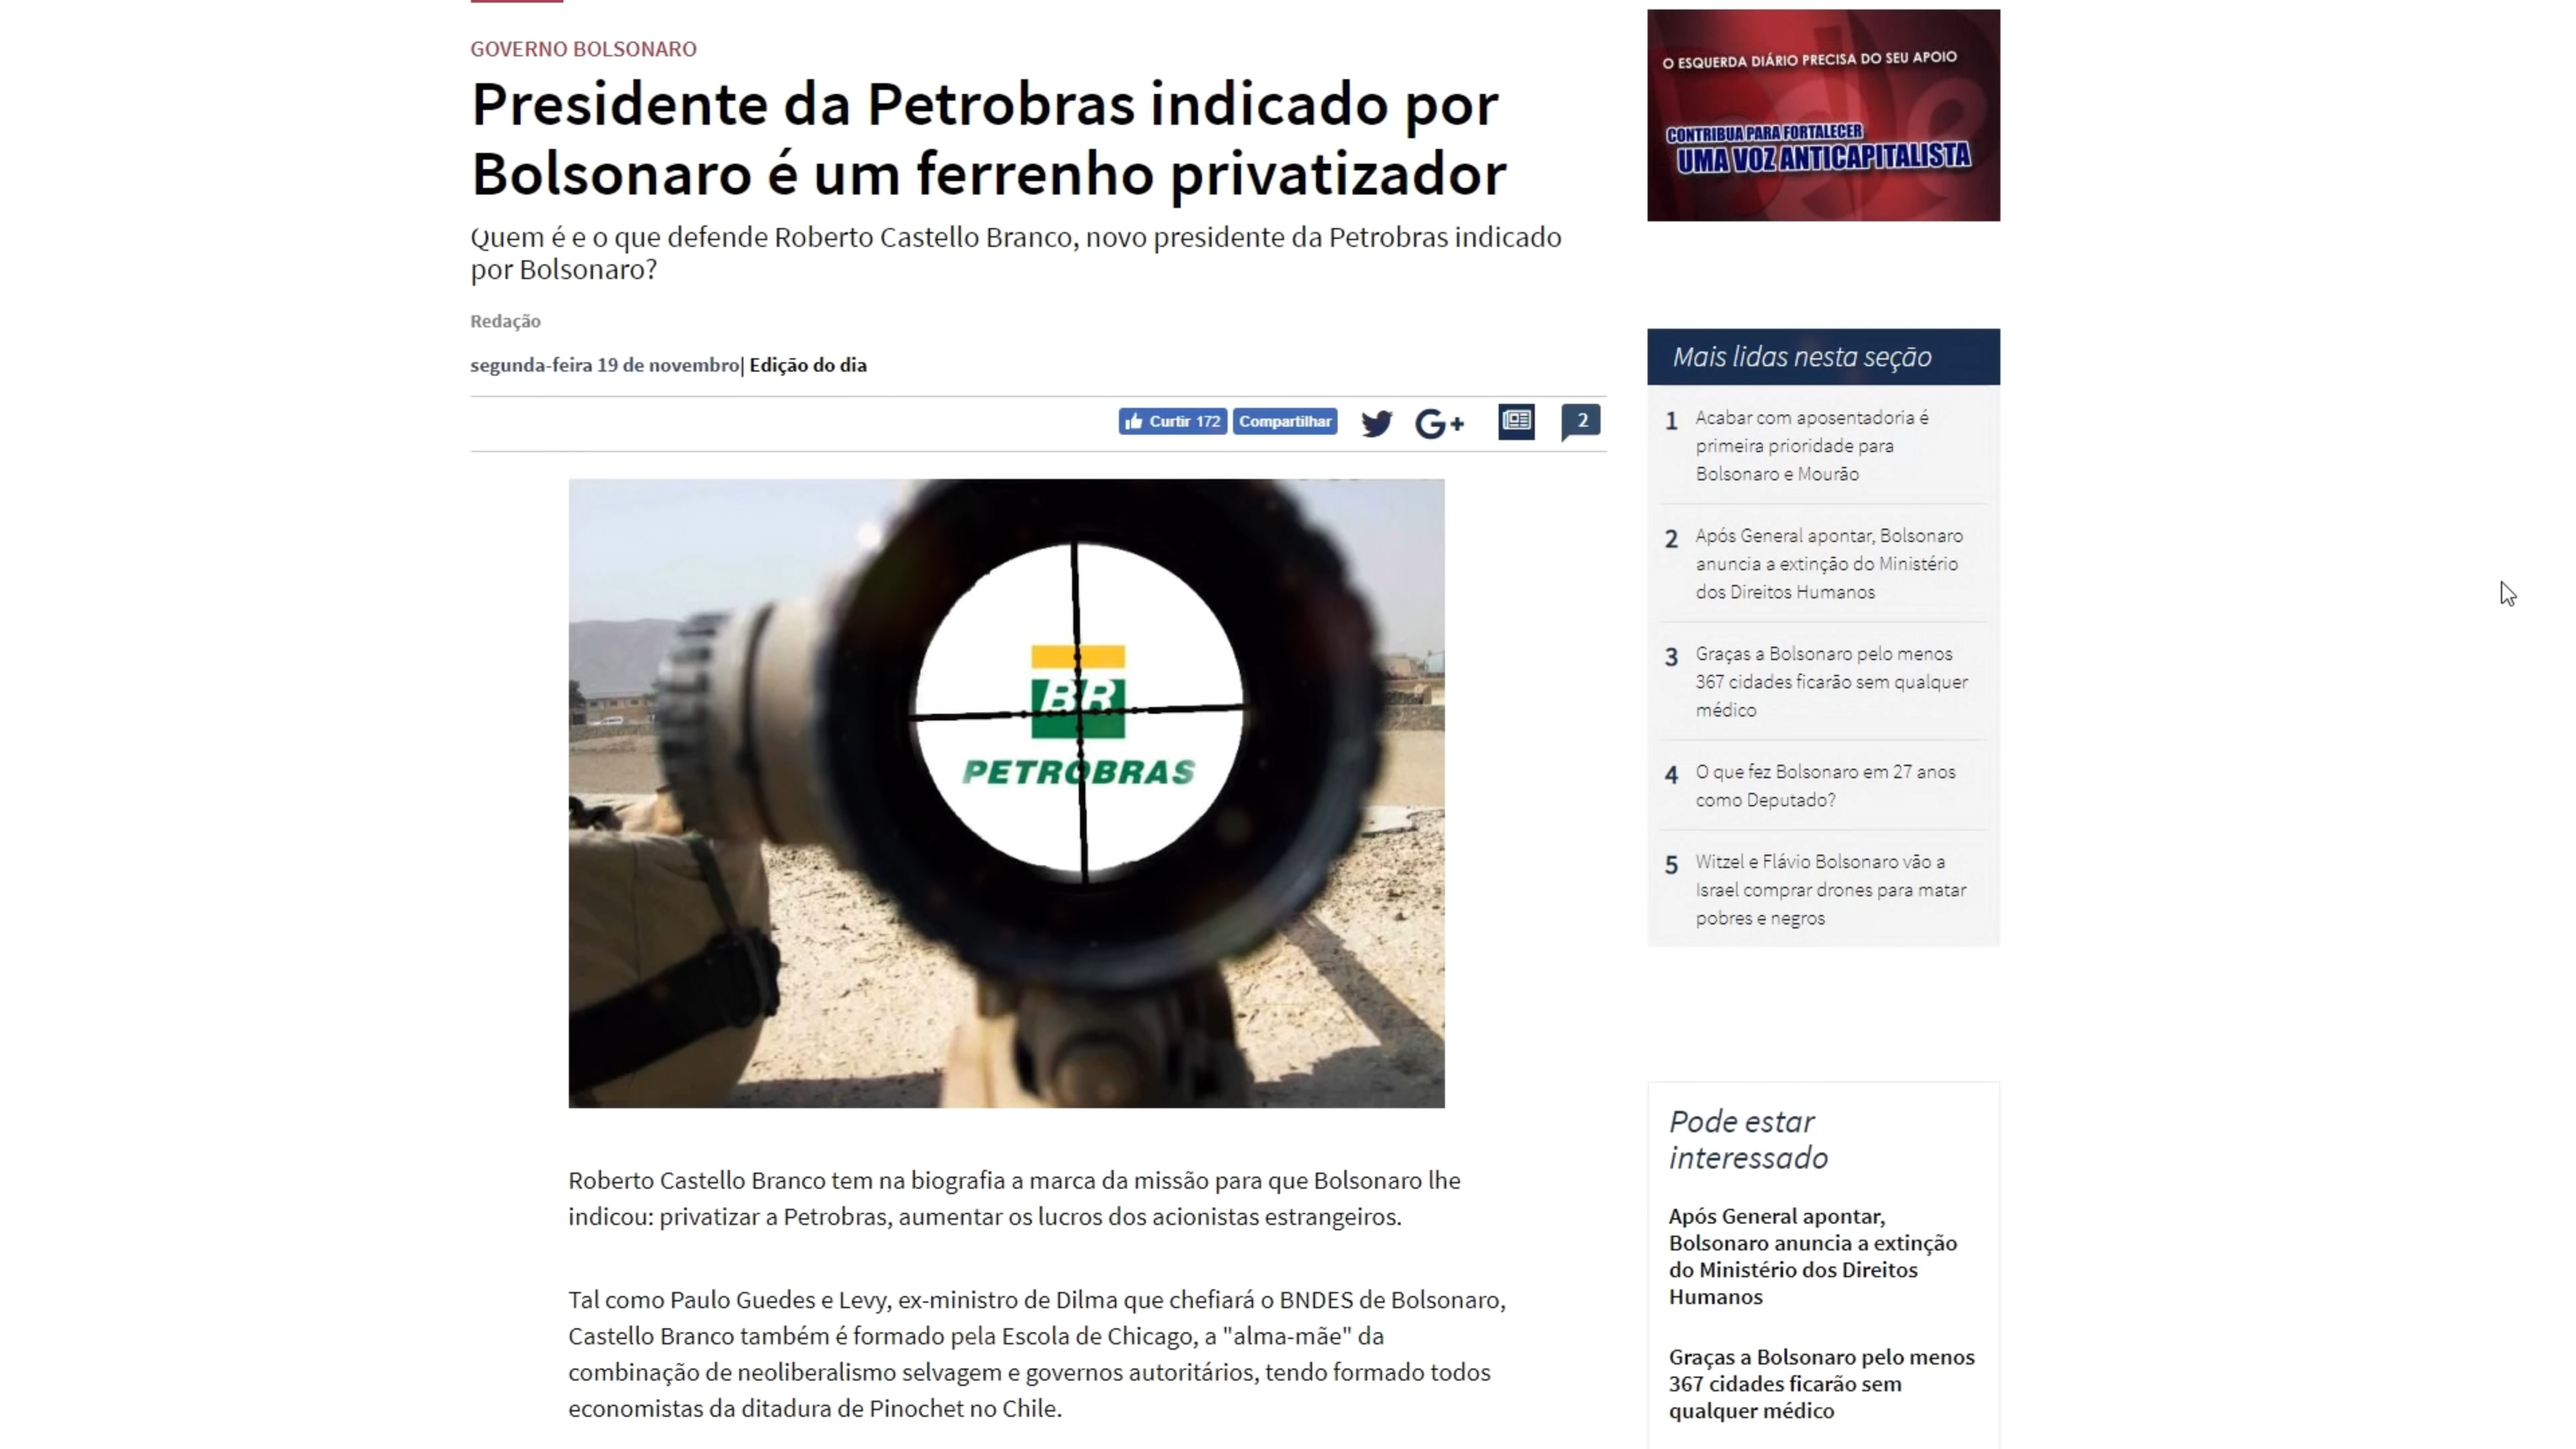 GOVERNO BOLSONARO
Presidente da Petrobras indicado por
Bolsonaro é um ferrenho privatizador
Quem é e o que defende Roberto Castello Branco, novo presidente da Petrobras indicado
por Bolsonaro?
Redação
segunda-feira 19 de novembro| Edição do dia
Curtir 172 Compartilhar G+ 2
BR
PETROBRAS
Roberto Castello Branco tem na biografia a marca da missão para que Bolsonaro lhe
indicou: privatizar a Petrobras, aumentar os lucros dos acionistas estrangeiros.
Tal como Paulo Guedes e Levy, ex-ministro de Dilma que chefiará o BNDES de Bolsonaro,
Castello Branco também é formado pela Escola de Chicago, a "alma-mãe" da
combinação de neoliberalismo selvagem e governos autoritários, tendo formado todos
economistas da ditadura de Pinochet no Chile.
O ESQUERDA DIÁRIO PRECISA DO SEU APOIO
CONTRIBUA PARA FORTALECER
UMA VOZ ANTICAPITALISTA
Mais lidas nesta seção
1 Acabar com aposentadoria é
primeira prioridade para
Bolsonaro e Mourão
2 Após General apontar, Bolsonaro
anuncia a extinção do Ministério
dos Direitos Humanos
3 Graças a Bolsonaro pelo menos
367 cidades ficarão sem qualquer
médico
4 O que fez Bolsonaro em 27 anos
como Deputado?
5 Witzel e Flávio Bolsonaro vão a
Israel comprar drones para matar
pobres e negros
Pode estar
interessado
Após General apontar,
Bolsonaro anuncia a extinção
do Ministério dos Direitos
Humanos
Graças a Bolsonaro pelo menos
367 cidades ficarão sem
qualquer médico